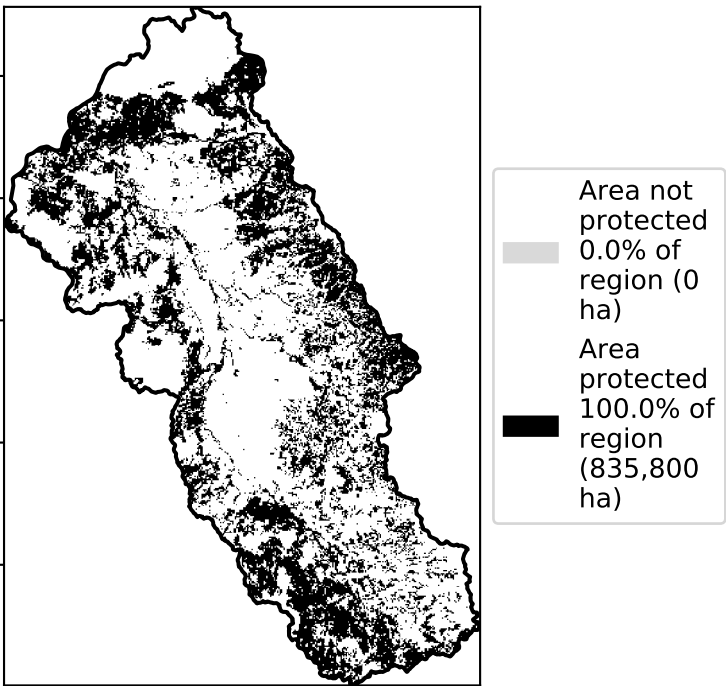 Area not
protected
0.0% of
region (0
ha)
Area
protected
100.0% of
region
(835,800
ha)